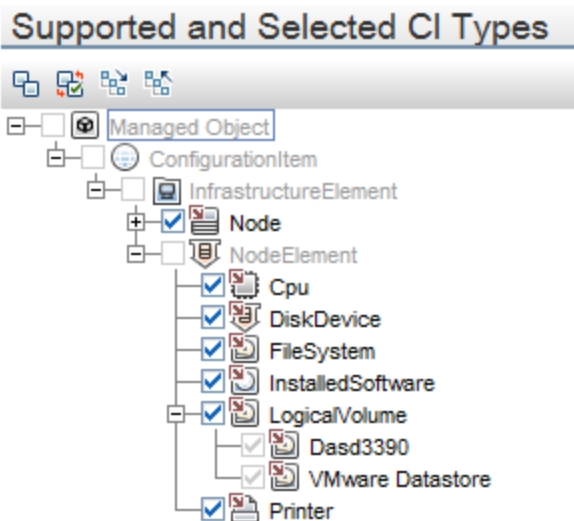 Supported and Selected CI Types
Managed Object
ConfigurationItem
InfrastructureElement
Node
NodeElement
Cpu
DiskDevice
FileSystem
InstalledSoftware
LogicalVolume
Dasd3390
VMware Datastore
Printer